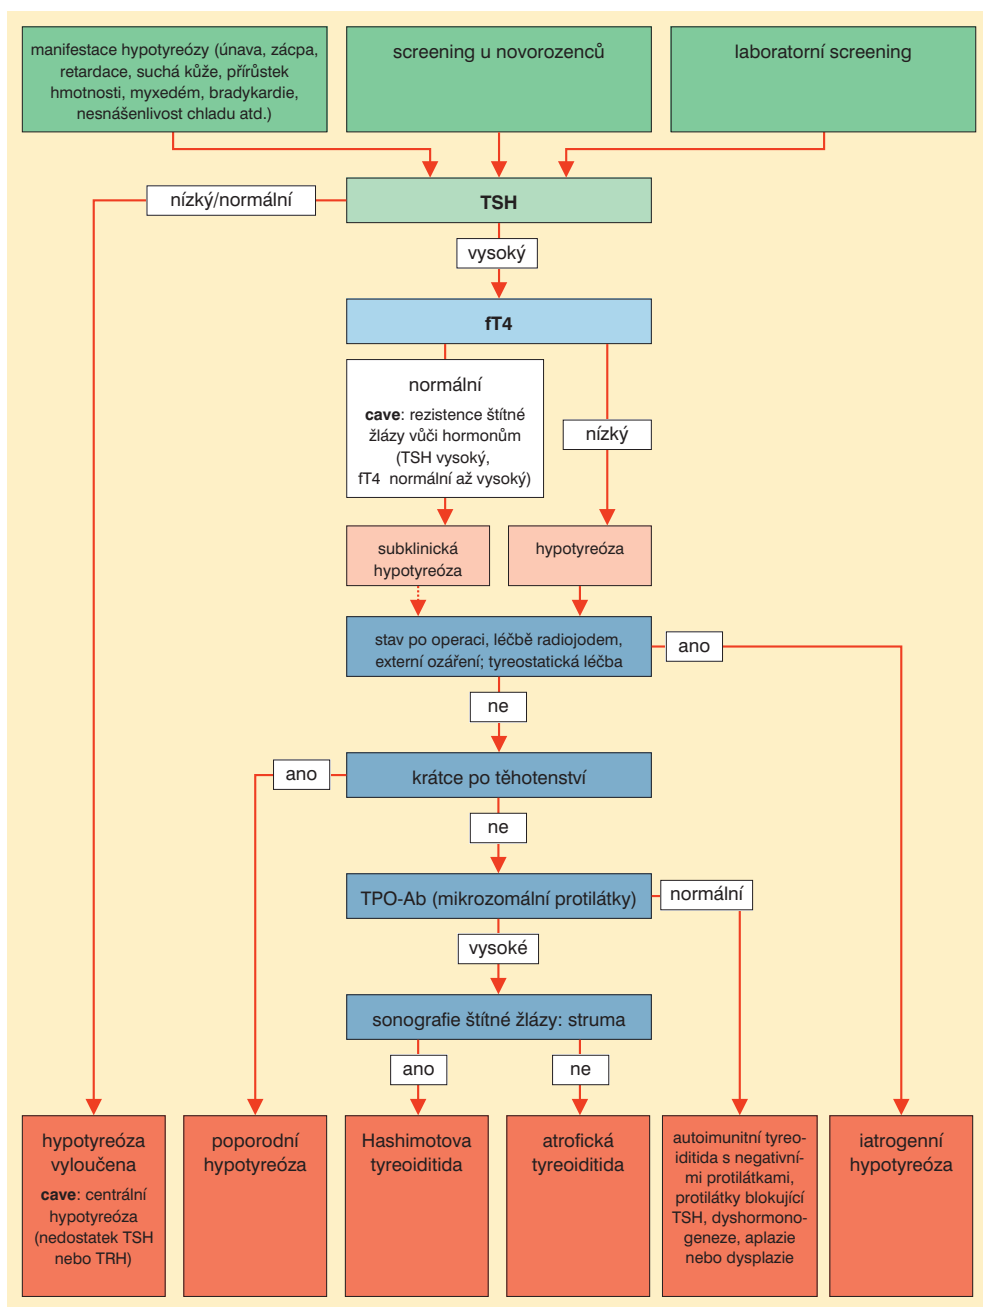 manifestace hypotyreózy (únava, zácpa,
retardace, suchá kůže, přírůstek
hmotnosti, myxedém, bradykardie,
nesnášenlivost chladu atd.)
screening u novorozenců
laboratorní screening
nízký/normální
TSH
vysoký
fT4
normální
cave: rezistence štítné
žlázy vůči hormonům
(TSH vysoký,
fT4 normální až vysoký)
nízký
subklinická
hypotyreóza
hypotyreóza
stav po operaci, léčbě radiojodem,
externí ozáření; tyreostatická léčba
ano
ne
ano
krátce po těhotenství
ne
TPO-Ab (mikrozomální protilátky)
normální
vysoké
sonografie štítné žlázy: struma
ano
ne
hypotyreóza
vyloučena
cave: centrální
hypotyreóza
(nedostatek TSH
nebo TRH)
poporodní
hypotyreóza
Hashimotova
tyreoiditida
atrofická
tyreoiditida
autoimunitní tyreo-
iditida s negativní-
mi protilátkami,
protilátky blokující
TSH, dyshormono-
geneze, aplazie
nebo dysplazie
iatrogenní
hypotyreóza